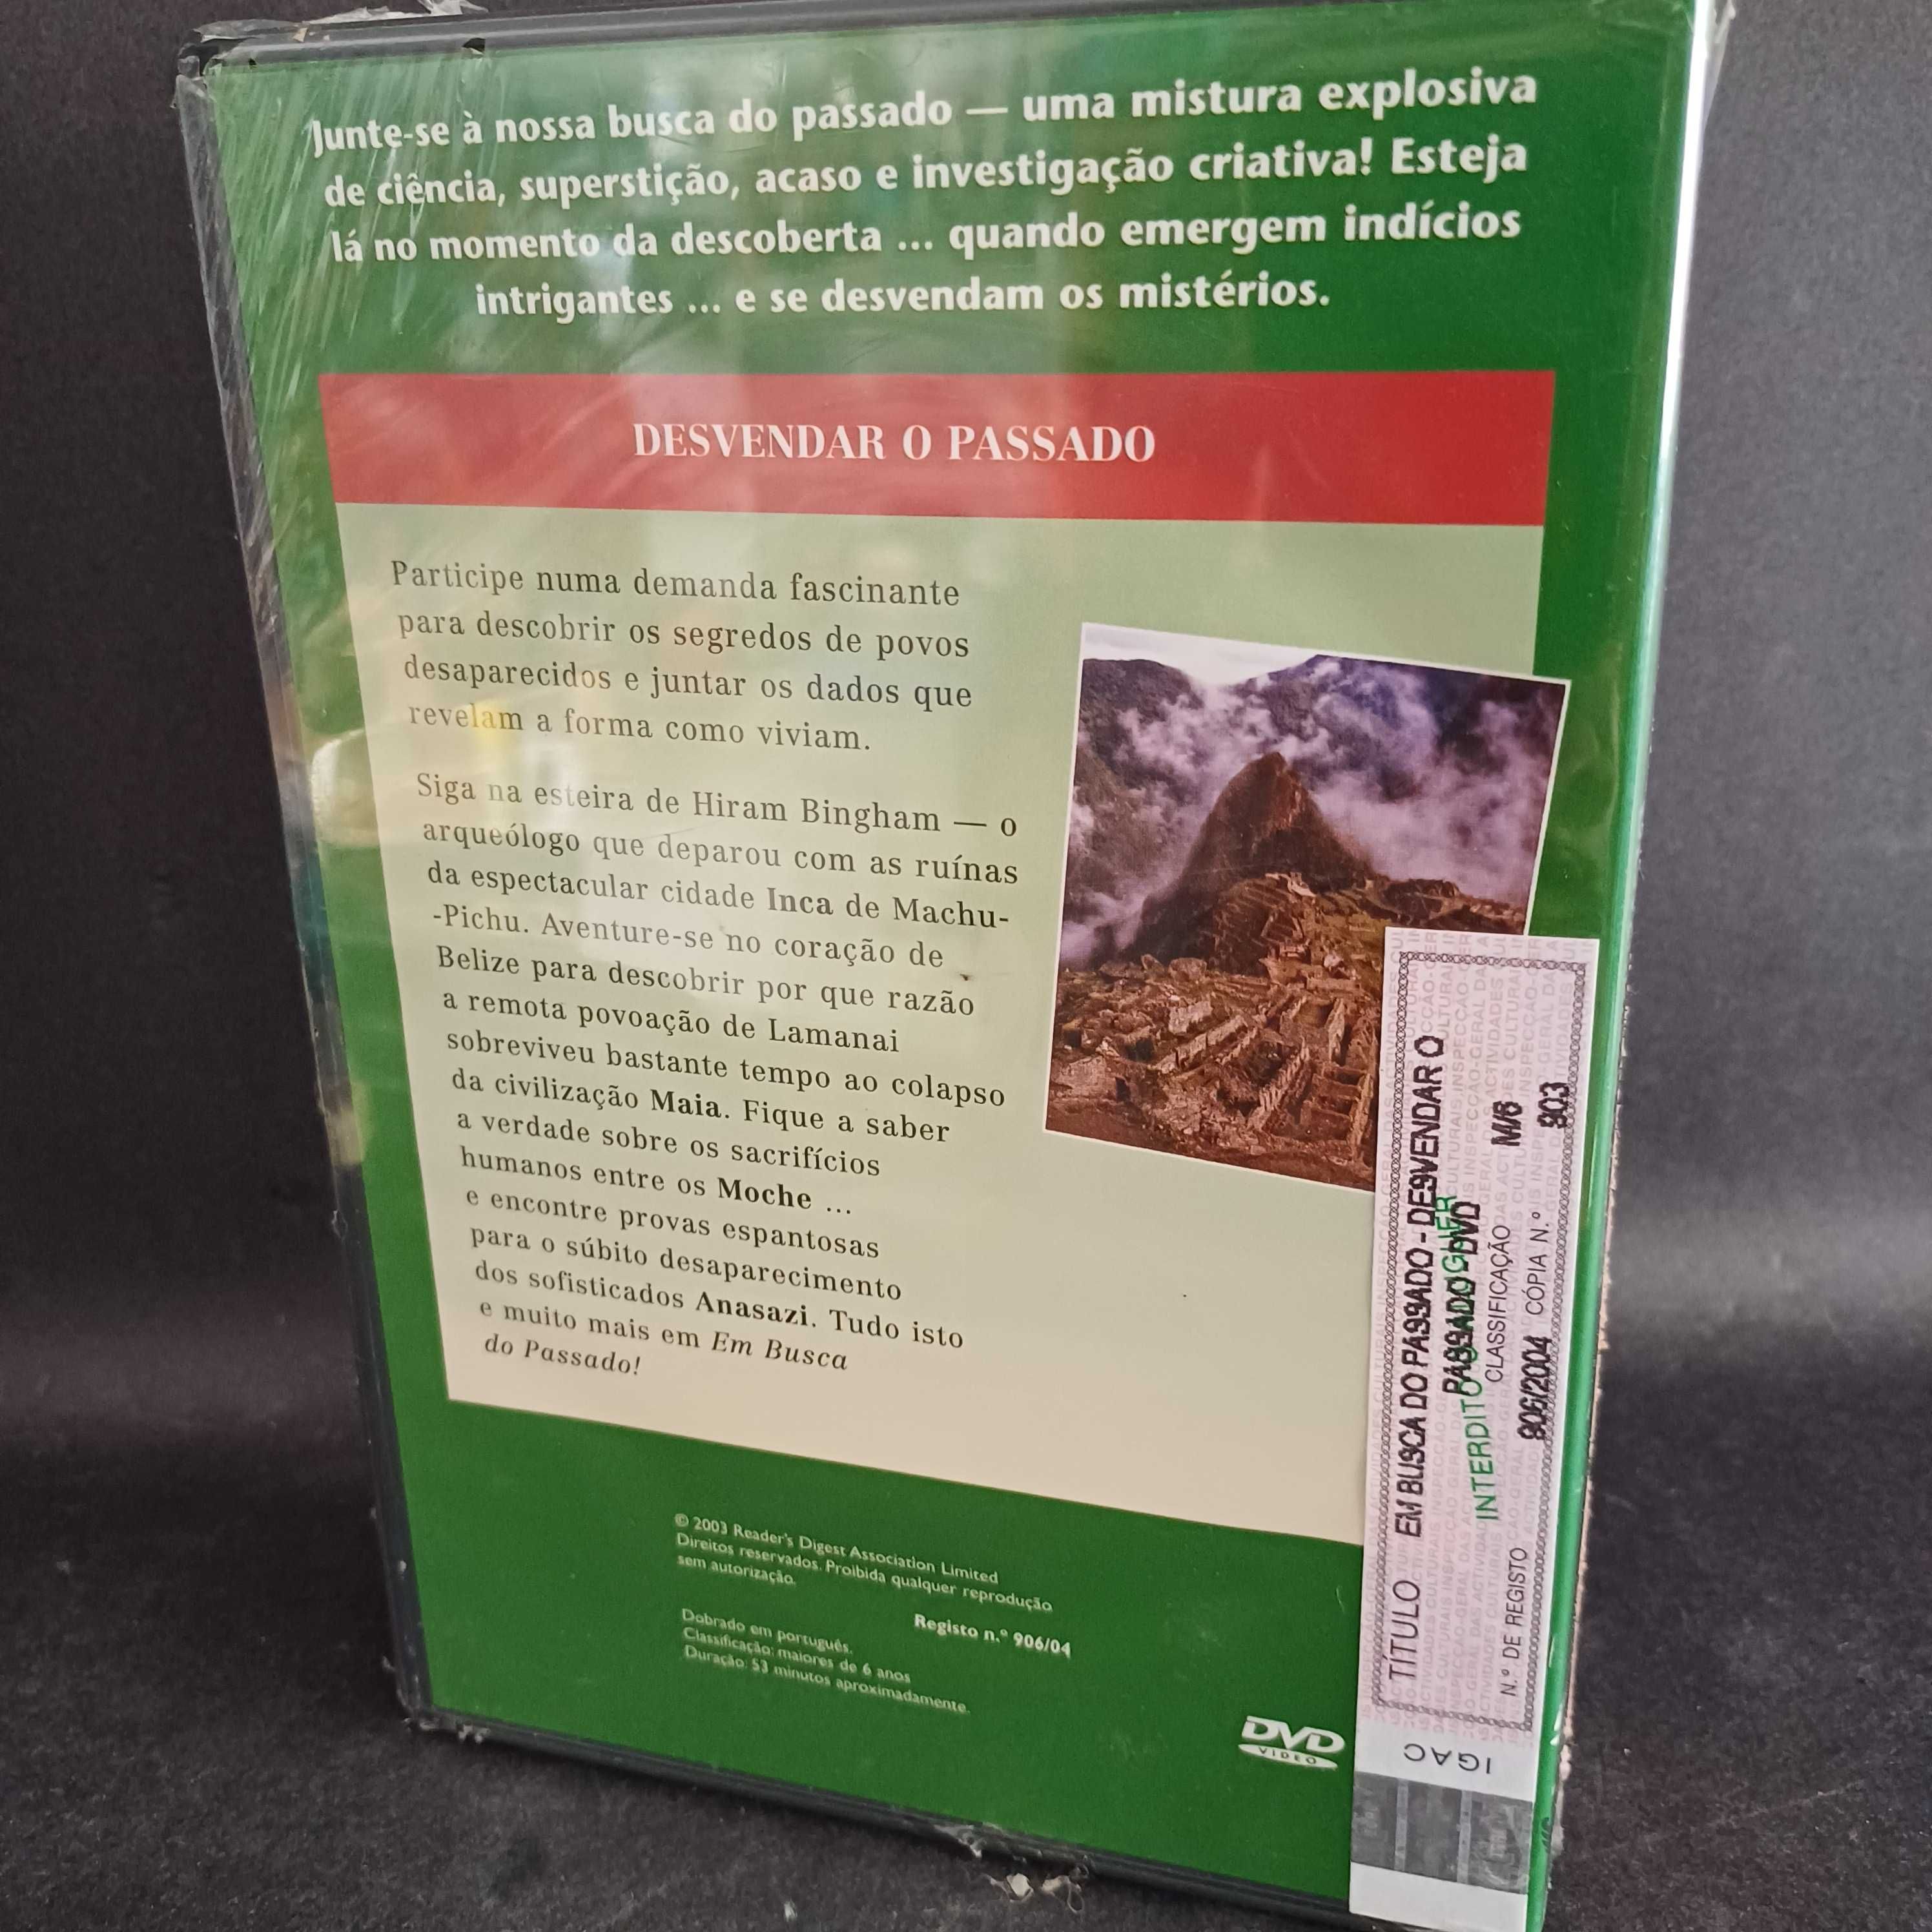 Junte-se à nossa busca do passado — uma mistura explosiva
de ciência, superstição, acaso e investigação criativa! Esteja
lá no momento da descoberta ... quando emergem indícios
intrigantes ... e se desvendam os mistérios.
DESVENDAR O PASSADO
Participe numa demanda fascinante
para descobrir os segredos de povos
desaparecidos e juntar os dados que
revelam a forma como viviam.
Siga na esteira de Hiram Bingham — o
arqueólogo que deparou com as ruínas
da espectacular cidade Inca de Machu-
-Pichu. Aventure-se no coração de
Belize para descobrir por que razão
a remota povoação de Lamanai
sobreviveu bastante tempo ao colapso
da civilização Maia. Fique a saber
a verdade sobre os sacrifícios
humanos entre os Moche ...
e encontre provas espantosas
para o súbito desaparecimento
dos sofisticados Anasazi. Tudo isto
e muito mais em Em Busca
do Passado!
© 2003 Reader's Digest Association Limited
Direitos reservados. Proibida qualquer reprodução
sem autorização.
Registo n.º 906/04
Dobrado em português.
Classificação: maiores de 6 anos
Duração: 53 minutos aproximadamente.
DVD
VIDEO
TÍTULO EM BUSCA DO PASSADO - DESVENDAR O
PASSADO - DVD
INTERDITO
CLASSIFICAÇÃO M/6
N.º DE REGISTO 906/2004 CÓPIA N.º 903
IGAC